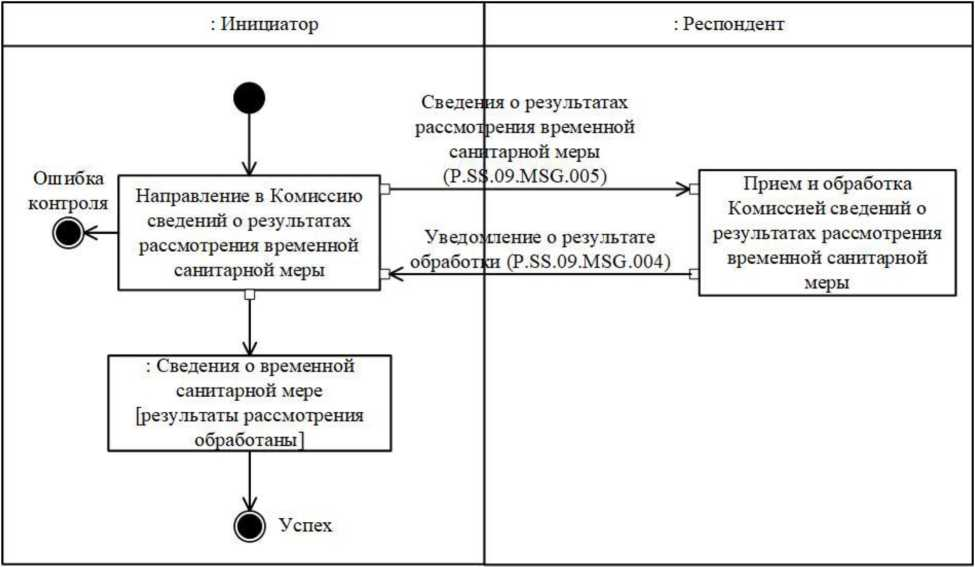 : Инициатор
: Респондент
Сведения о результатах
рассмотрения временной
санитарной меры
(P.SS.09.MSG.005)
Ошибка
контроля
Направление в Комиссию
сведений о результатах
рассмотрения временной
санитарной меры
Прием и обработка
Комиссией сведений о
результатах рассмотрения
временной санитарной
меры
Уведомление о результате
обработки (P.SS.09.MSG.004)
: Сведения о временной
санитарной мере
[результаты рассмотрения
обработаны]
Успех